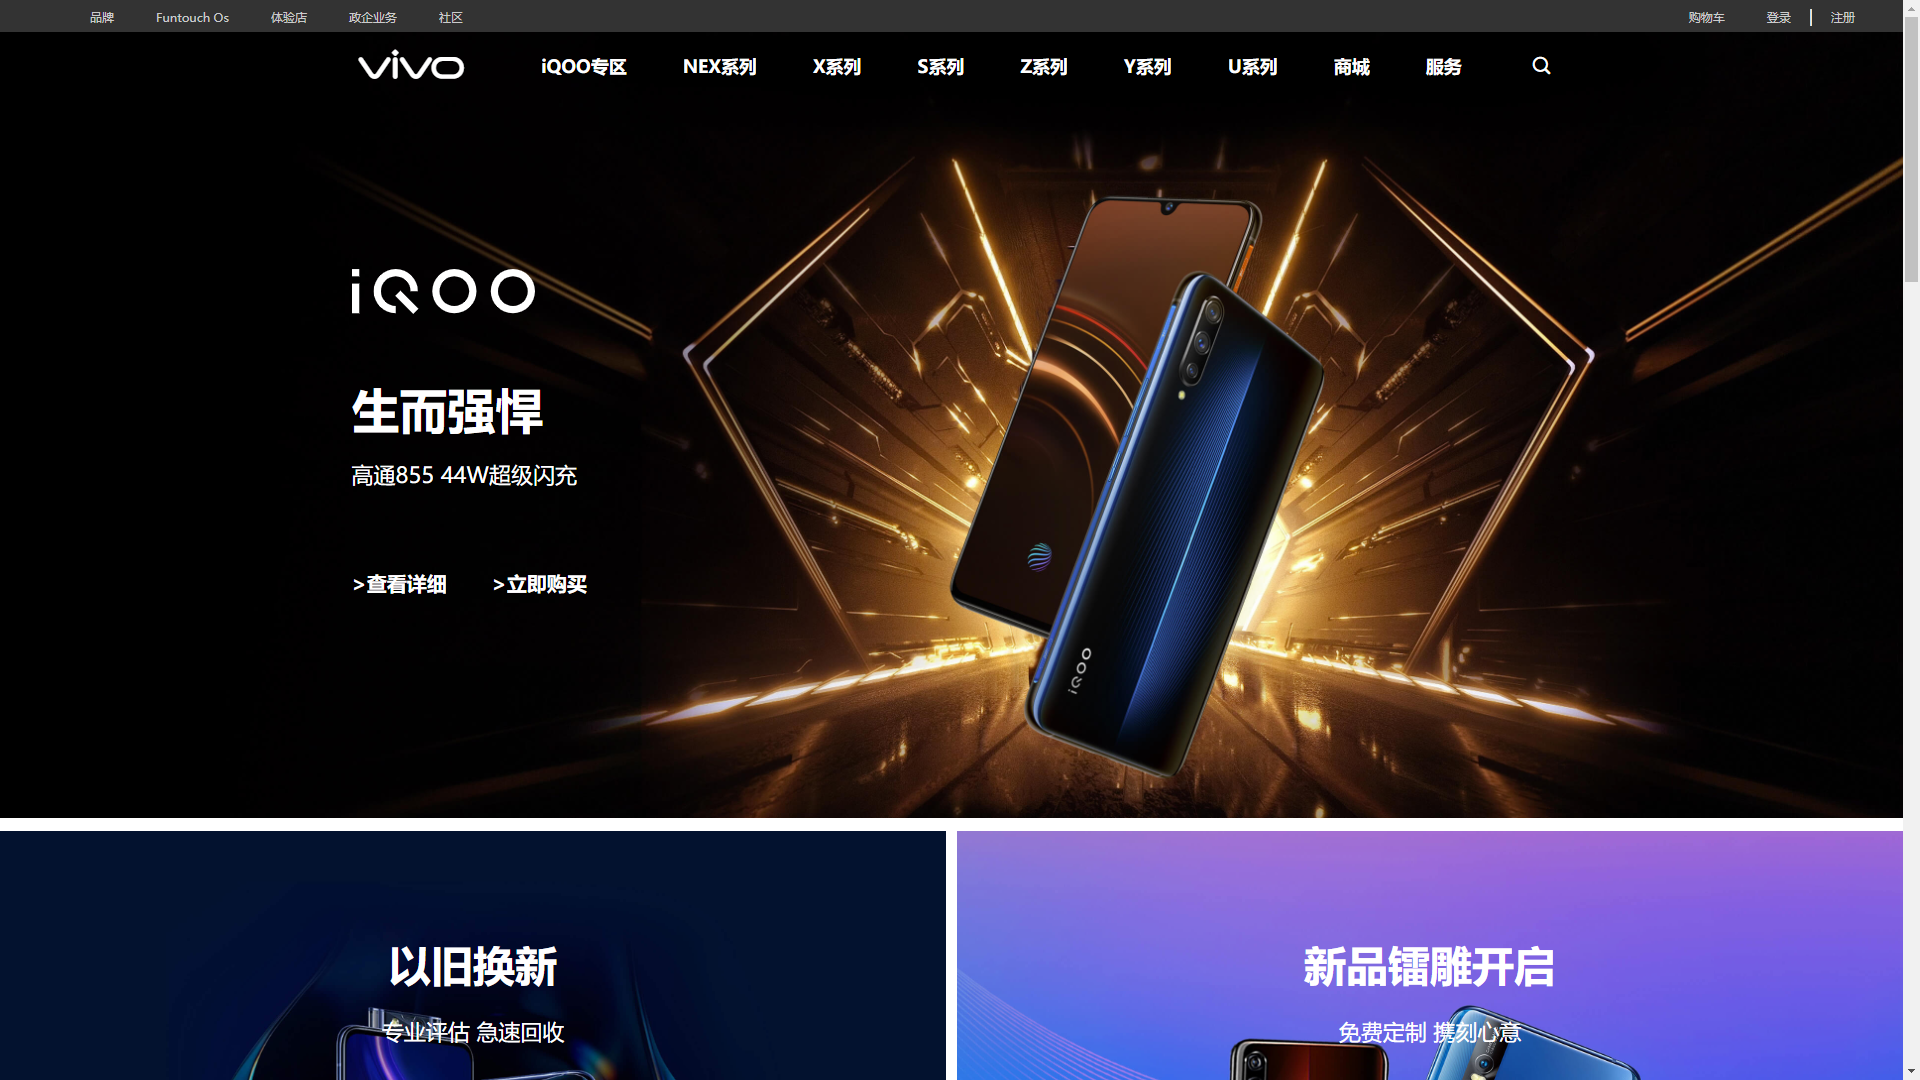 品牌 Funtouch Os 体验店 政企业务 社区 购物车 登录 注册
vivo iQOO专区 NEX系列 X系列 S系列 Z系列 Y系列 U系列 商城 服务
iQOO
生而强悍
高通855 44W超级闪充
>查看详细 >立即购买
iQOO
以旧换新
专业评估 急速回收
新品镭雕开启
免费定制 携刻心意